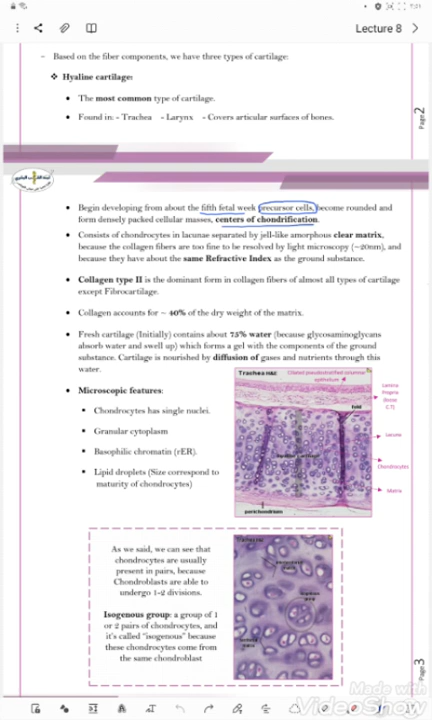 Lecture 8
- Based on the fiber components, we have three types of cartilage:
❖ Hyaline cartilage:
• The most common type of cartilage.
• Found in: - Trachea - Larynx - Covers articular surfaces of bones.
Page 2
• Begin developing from about the fifth fetal week precursor cells, become rounded and
form densely packed cellular masses, centers of chondrification.
• Consists of chondrocytes in lacunae separated by jell-like amorphous clear matrix,
because the collagen fibers are too fine to be resolved by light microscopy (~20nm), and
because they have about the same Refractive Index as the ground substance.
• Collagen type II is the dominant form in collagen fibers of almost all types of cartilage
except Fibrocartilage.
• Collagen accounts for ~ 40% of the dry weight of the matrix.
• Fresh cartilage (Initially) contains about 75% water (because glycosaminoglycans
absorb water and swell up) which forms a gel with the components of the ground
substance. Cartilage is nourished by diffusion of gases and nutrients through this
water.
• Microscopic features:
Chondrocytes has single nuclei.
Granular cytoplasm
Basophilic chromatin (rER).
Lipid droplets (Size correspond to
maturity of chondrocytes)
Ciliated pseudostratified columnar
epithelium
Lamina
Propria
(loose
C.T)
Lacuna
Chondrocytes
Matrix
perichondrium
As we said, we can see that
chondrocytes are usually
present in pairs, because
Chondroblasts are able to
undergo 1-2 divisions.
Isogenous group: a group of 1
or 2 pairs of chondrocytes, and
it's called "isogenous" because
these chondrocytes come from
the same chondroblast
Page 3
Made with
VideoShow